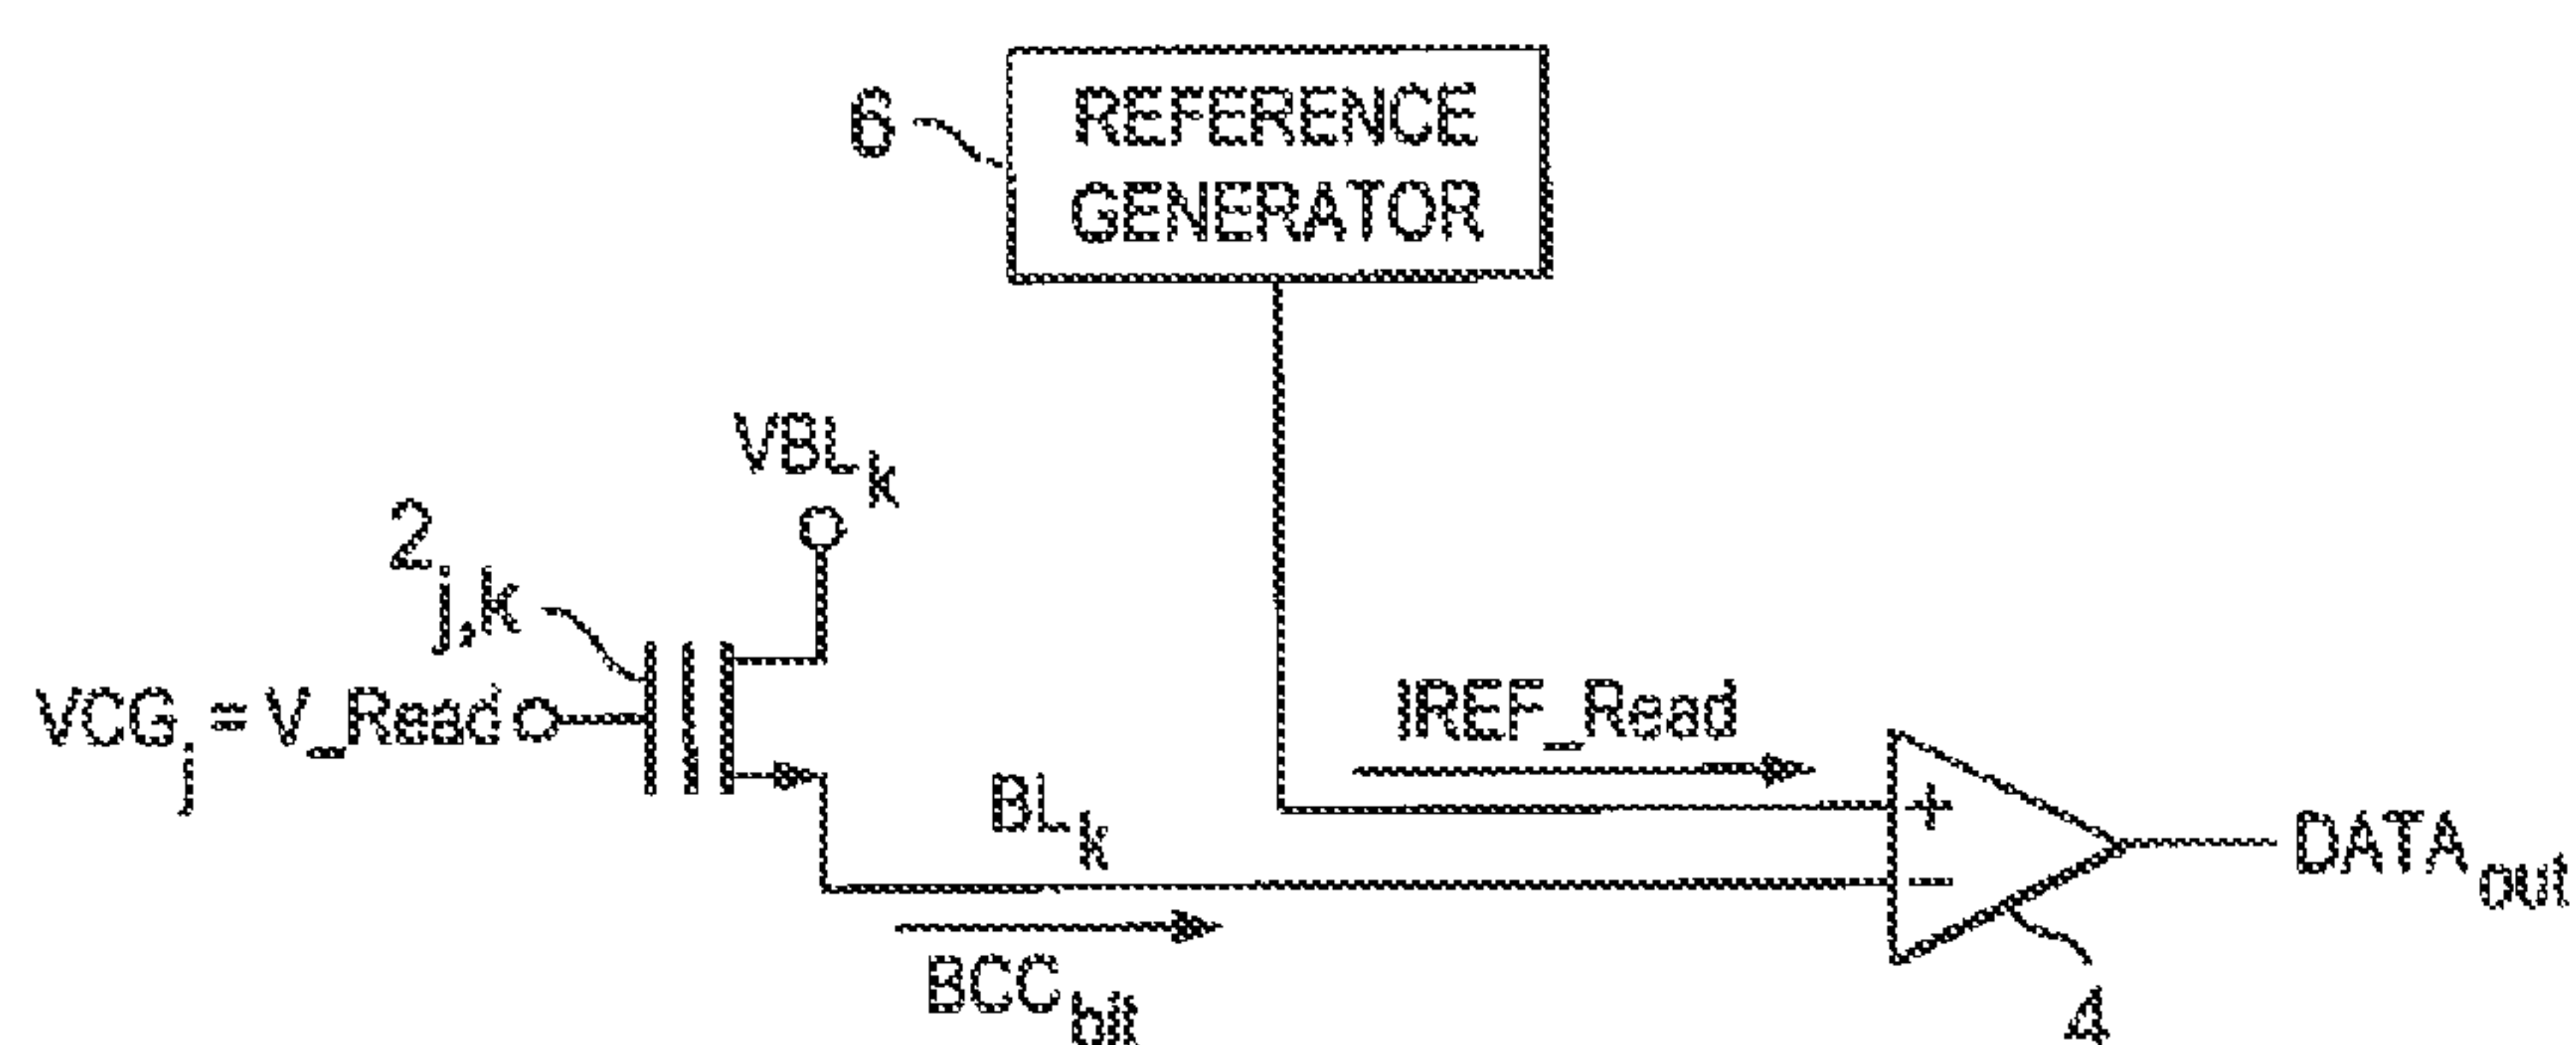 6
REFERENCE
GENERATOR
VBLk
2j,k
VCGj = V_Read
IREF_Read
BLk
+
−
DATAout
BCCbit
4